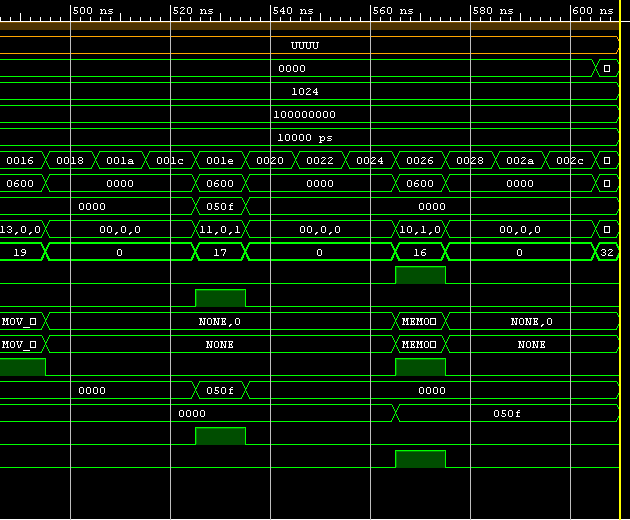 500 ns 520 ns 540 ns 560 ns 580 ns 600 ns
UUUU
0000
1024
100000000
10000 ps
0016 0018 001a 001c 001e 0020 0022 0024 0026 0028 002a 002c
0600 0000 0600 0000 0600 0000
0000 050f 0000
13,0,0 00,0,0 11,0,1 00,0,0 10,1,0 00,0,0
19 0 17 0 16 0 32
MOV_ NONE,0 MEMO NONE,0
MOV_ NONE MEMO NONE
0000 050f 0000
0000 050f